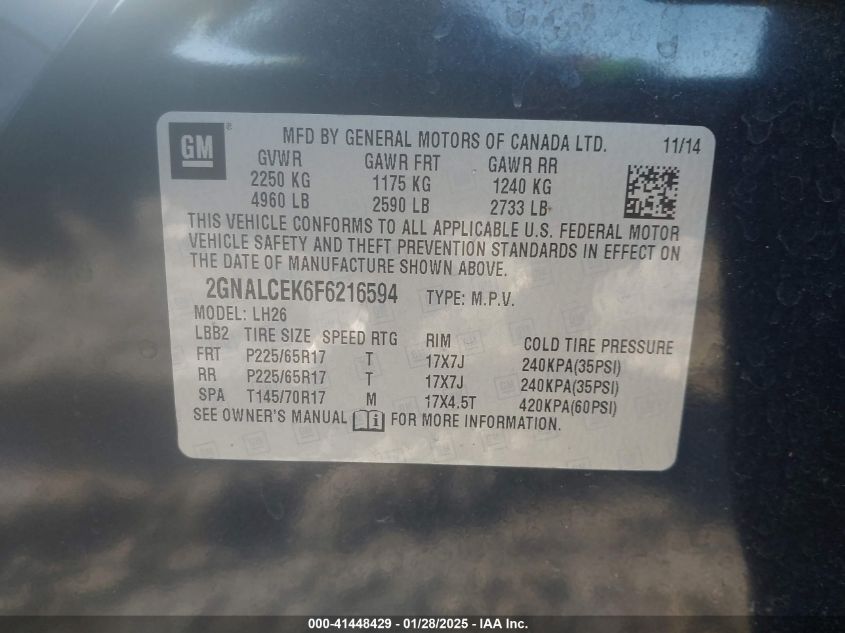 GM ® MFD BY GENERAL MOTORS OF CANADA LTD. 11/14
GVWR GAWR FRT GAWR RR
2250 KG 1175 KG 1240 KG
4960 LB 2590 LB 2733 LB
THIS VEHICLE CONFORMS TO ALL APPLICABLE U.S. FEDERAL MOTOR
VEHICLE SAFETY AND THEFT PREVENTION STANDARDS IN EFFECT ON
THE DATE OF MANUFACTURE SHOWN ABOVE.
2GNALCEK6F6216594 TYPE: M.P.V.
MODEL: LH26
LBB2 TIRE SIZE SPEED RTG RIM COLD TIRE PRESSURE
FRT P225/65R17 T 17X7J 240KPA(35PSI)
RR P225/65R17 T 17X7J 240KPA(35PSI)
SPA T145/70R17 M 17X4.5T 420KPA(60PSI)
SEE OWNER'S MANUAL i FOR MORE INFORMATION.
000-41448429 - 01/28/2025 - IAA Inc.